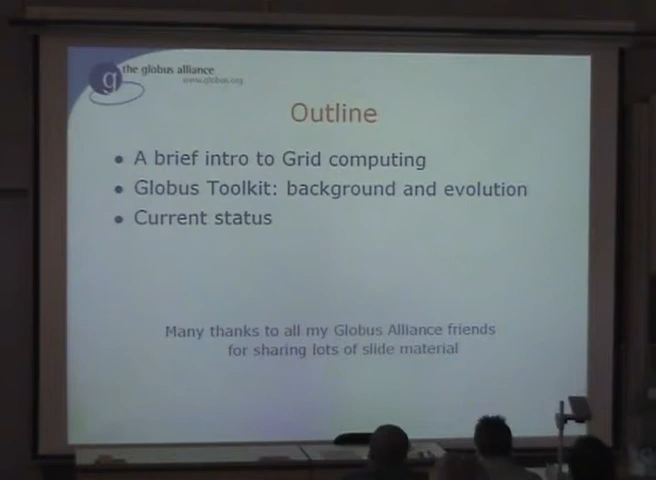 g the globus alliance
www.globus.org
Outline
• A brief intro to Grid computing
• Globus Toolkit: background and evolution
• Current status
Many thanks to all my Globus Alliance friends
for sharing lots of slide material